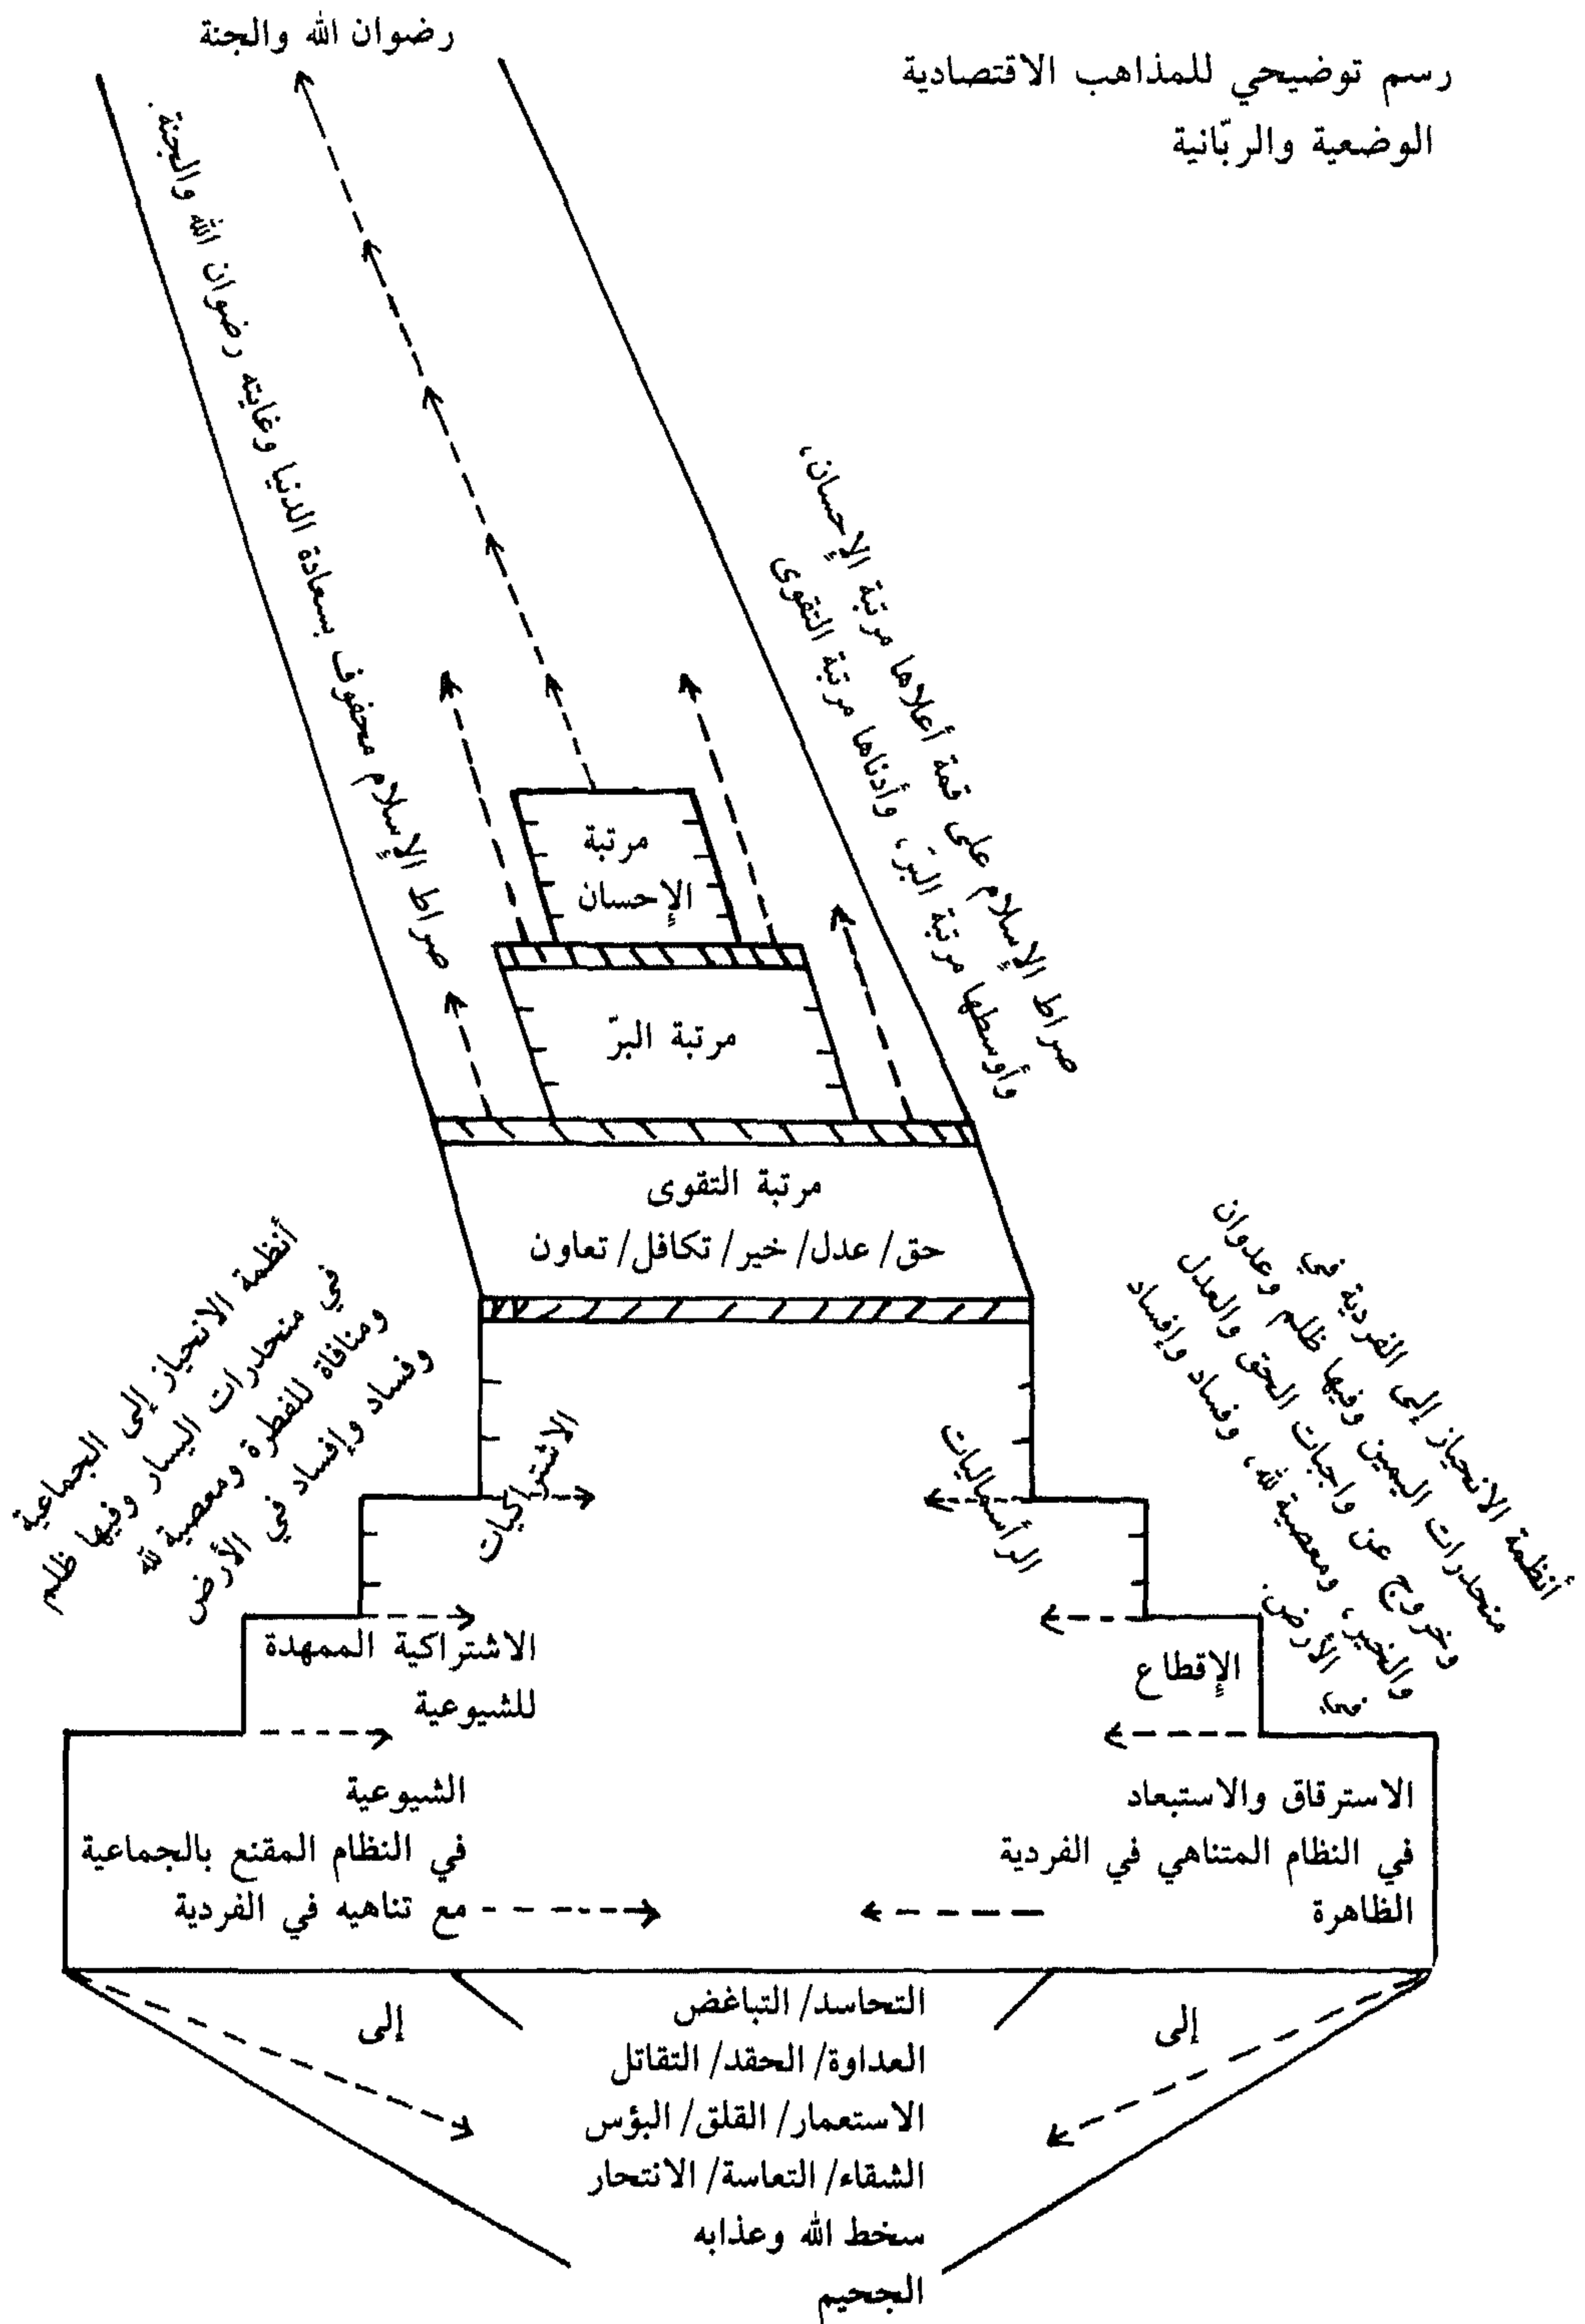 رسم توضيحي للمذاهب الاقتصادية
الوضعية والربّانية
رضوان الله والجنة
صراط الإسلام محفوف بسعادة الدنيا وغايته رضوان الله والجنة.
صراط الإسلام على قمة أعلاها مرتبة الإحسان،
وأوسطها مرتبة البرّ، وأدناها مرتبة التقوى
مرتبة
الإحسان
مرتبة البرّ
مرتبة التقوى
حق/ عدل/ خير/ تكافل/ تعاون
أنظمة الانحياز إلى الفردية في
منحدرات اليمين وفيها ظلم وعدوان
وخروج عن واجبات الحق والعدل
والخير، ومعصية لله، وفساد وإفساد
في الأرض.
أنظمة الانحياز إلى الجماعية
في منحدرات اليسار وفيها ظلم
ومنافاة للفطرة ومعصية لله
وفساد وإفساد في الأرض
الرأسماليات
الاشتراكيات
الإقطاع
الاشتراكية الممهدة
للشيوعية
الاسترقاق والاستبعاد
في النظام المتناهي في الفردية
الظاهرة
الشيوعية
في النظام المقنع بالجماعية
مع تناهيه في الفردية
إلى
إلى
التحاسد/ التباغض
العداوة/ الحقد/ التقاتل
الاستعمار/ القلق/ البؤس
الشقاء/ التعاسة/ الانتحار
سخط الله وعذابه
الجحيم